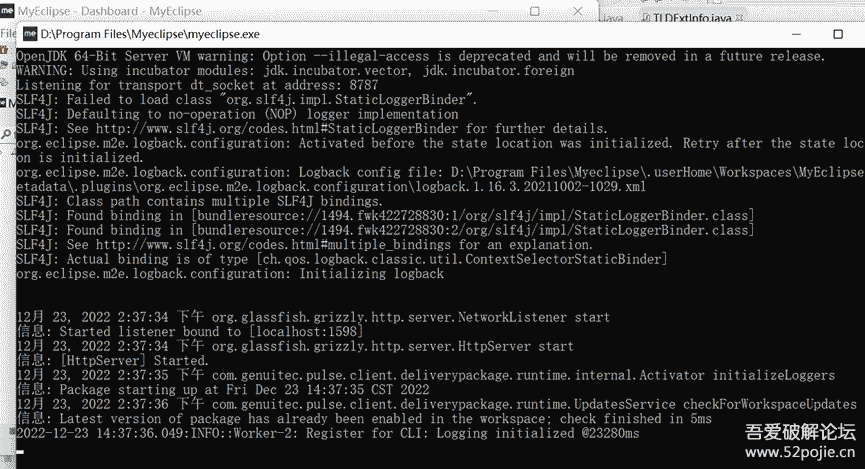 MyEclipse - Dashboard - MyEclipse
java
TLDExtInfo.java
File
me D:\Program Files\Myeclipse\myeclipse.exe
OpenJDK 64-Bit Server VM warning: Option --illegal-access is deprecated and will be removed in a future release.
WARNING: Using incubator modules: jdk.incubator.vector, jdk.incubator.foreign
Listening for transport dt_socket at address: 8787
SLF4J: Failed to load class "org.slf4j.impl.StaticLoggerBinder".
SLF4J: Defaulting to no-operation (NOP) logger implementation
SLF4J: See http://www.slf4j.org/codes.html#StaticLoggerBinder for further details.
org.eclipse.m2e.logback.configuration: Activated before the state location was initialized. Retry after the state loc
on is initialized.
org.eclipse.m2e.logback.configuration: Logback config file: D:\Program Files\Myeclipse\.userHome\Workspaces\MyEclipse
etadata\.plugins\org.eclipse.m2e.logback.configuration\logback.1.16.3.20211002-1029.xml
SLF4J: Class path contains multiple SLF4J bindings.
SLF4J: Found binding in [bundleresource://1494.fwk422728830:1/org/slf4j/impl/StaticLoggerBinder.class]
SLF4J: Found binding in [bundleresource://1494.fwk422728830:2/org/slf4j/impl/StaticLoggerBinder.class]
SLF4J: See http://www.slf4j.org/codes.html#multiple_bindings for an explanation.
SLF4J: Actual binding is of type [ch.qos.logback.classic.util.ContextSelectorStaticBinder]
org.eclipse.m2e.logback.configuration: Initializing logback
12月 23, 2022 2:37:34 下午 org.glassfish.grizzly.http.server.NetworkListener start
信息: Started listener bound to [localhost:1598]
12月 23, 2022 2:37:34 下午 org.glassfish.grizzly.http.server.HttpServer start
信息: [HttpServer] Started.
12月 23, 2022 2:37:35 下午 com.genuitec.pulse.client.deliverypackage.runtime.internal.Activator initializeLoggers
信息: Package starting up at Fri Dec 23 14:37:35 CST 2022
12月 23, 2022 2:37:36 下午 com.genuitec.pulse.client.deliverypackage.runtime.UpdatesService checkForWorkspaceUpdates
信息: Latest version of package has already been enabled in the workspace; check finished in 5ms
2022-12-23 14:37:36.049:INFO::Worker-2: Register for CLI: Logging initialized @23280ms
吾爱破解论坛
www.52pojie.cn